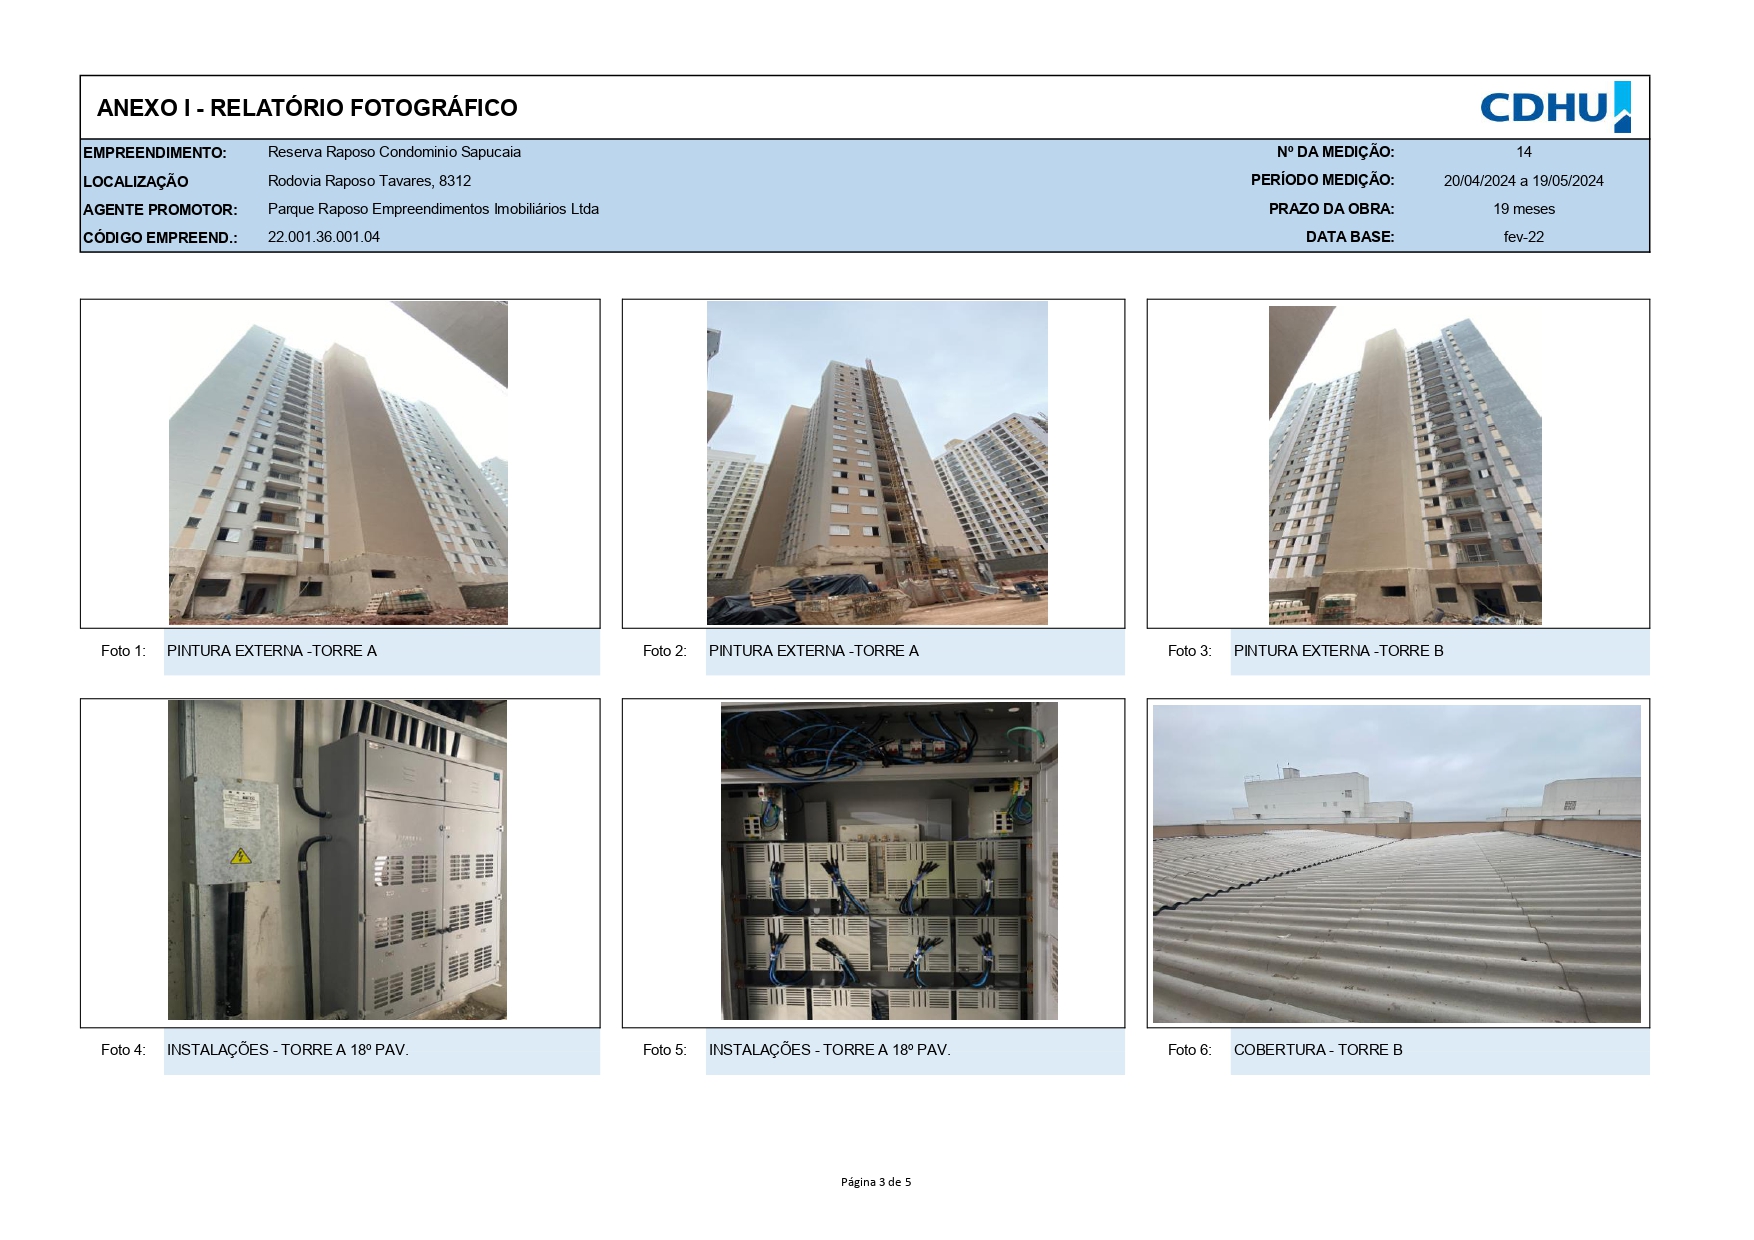 ANEXO I - RELATÓRIO FOTOGRÁFICO
CDHU
EMPREENDIMENTO: Reserva Raposo Condominio Sapucaia Nº DA MEDIÇÃO: 14
LOCALIZAÇÃO Rodovia Raposo Tavares, 8312 PERÍODO MEDIÇÃO: 20/04/2024 a 19/05/2024
AGENTE PROMOTOR: Parque Raposo Empreendimentos Imobiliários Ltda PRAZO DA OBRA: 19 meses
CÓDIGO EMPREEND.: 22.001.36.001.04 DATA BASE: fev-22
Foto 1: PINTURA EXTERNA -TORRE A
Foto 2: PINTURA EXTERNA -TORRE A
Foto 3: PINTURA EXTERNA -TORRE B
Foto 4: INSTALAÇÕES - TORRE A 18º PAV.
Foto 5: INSTALAÇÕES - TORRE A 18º PAV.
Foto 6: COBERTURA - TORRE B
Página 3 de 5